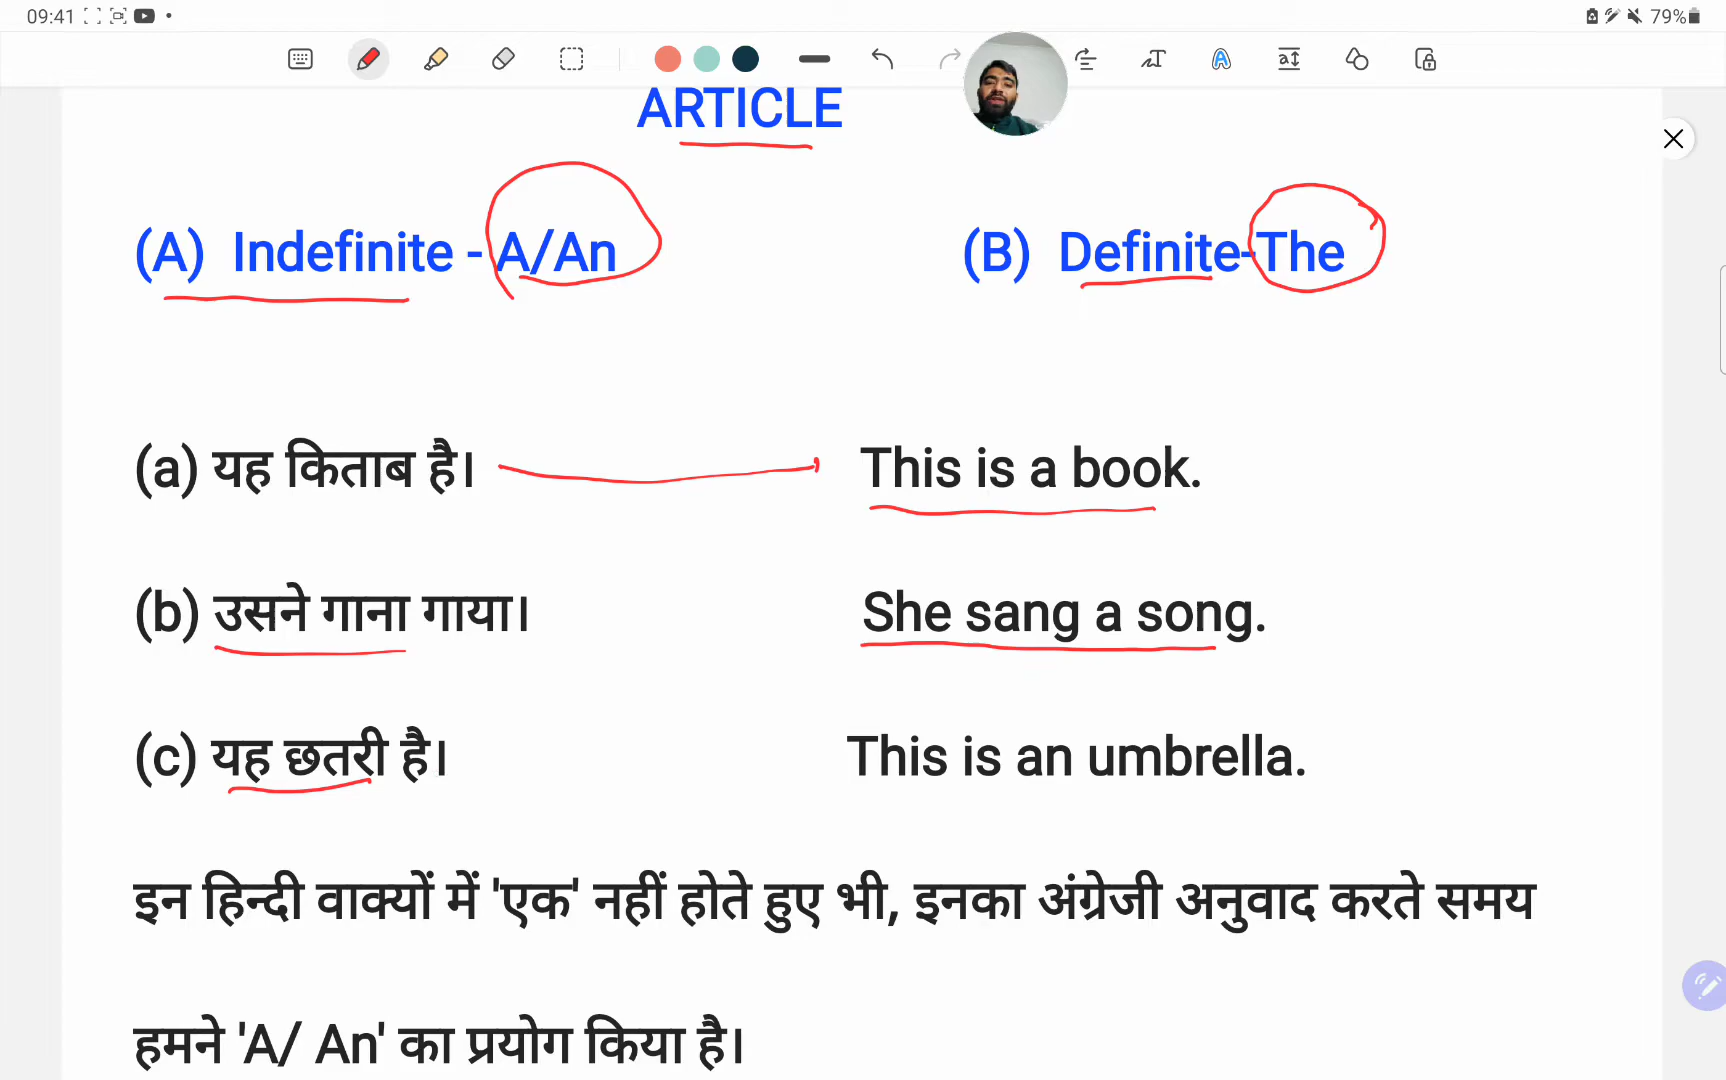 09:41 79%
ARTICLE
(A) Indefinite - A/An (B) Definite-The
(a) यह किताब है। This is a book.
(b) उसने गाना गाया। She sang a song.
(c) यह छतरी है। This is an umbrella.
इन हिन्दी वाक्यों में 'एक' नहीं होते हुए भी, इनका अंग्रेजी अनुवाद करते समय
हमने 'A/ An' का प्रयोग किया है।